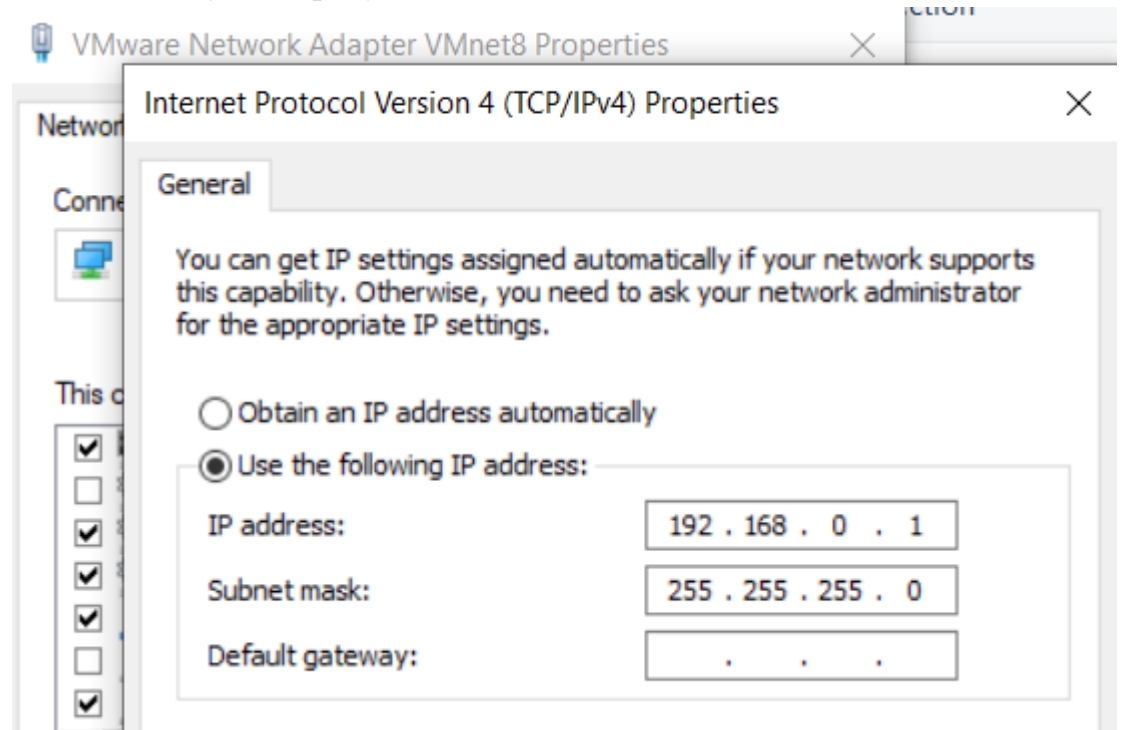 VMware Network Adapter VMnet8 Properties
Internet Protocol Version 4 (TCP/IPv4) Properties
General
You can get IP settings assigned automatically if your network supports
this capability. Otherwise, you need to ask your network administrator
for the appropriate IP settings.
Obtain an IP address automatically
Use the following IP address:
IP address: 192 . 168 . 0 . 1
Subnet mask: 255 . 255 . 255 . 0
Default gateway: . . .
Networ
Conne
This c